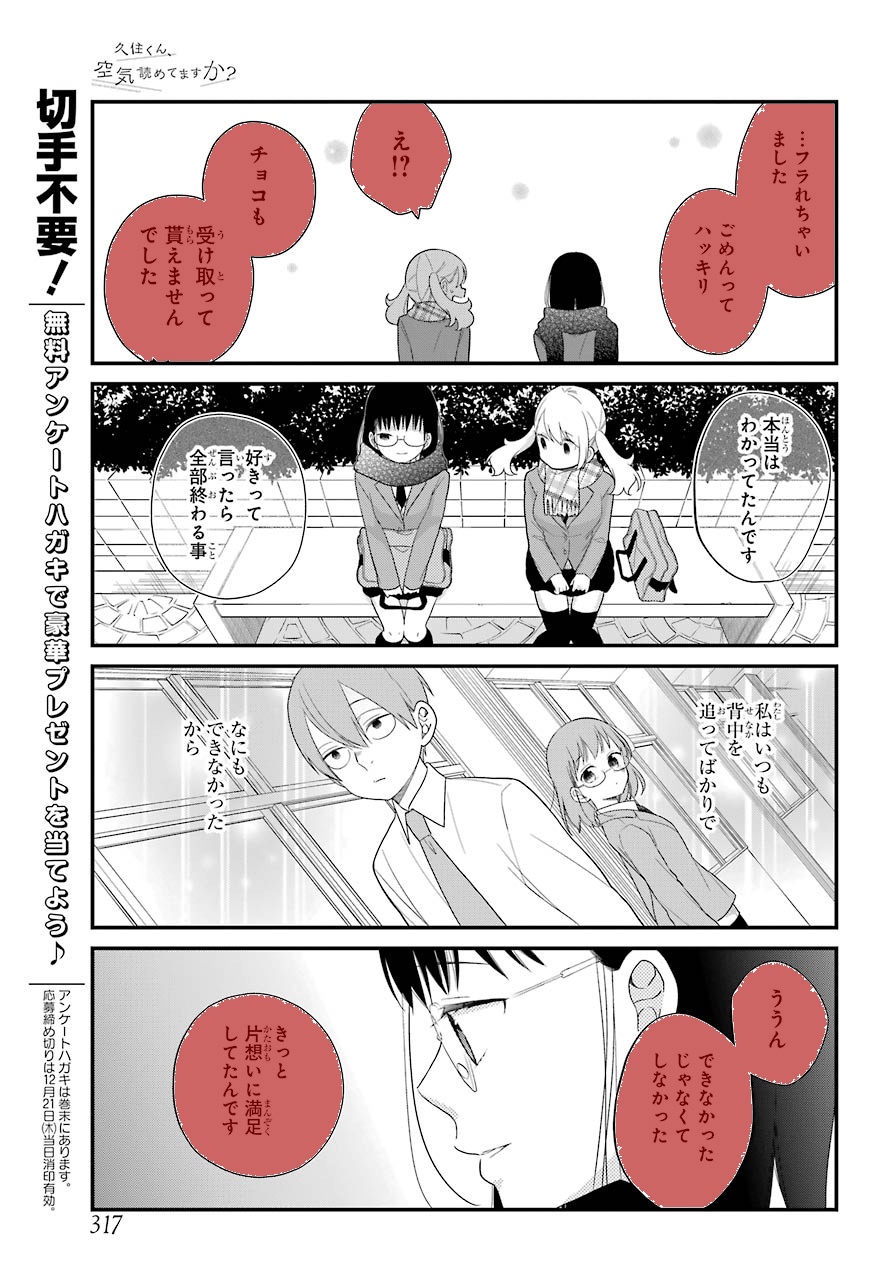 久住くん、
空気読めてますか?
…フラれちゃい
ました
ごめんって
ハッキリ
え!?
チョコも
受け取って
貰えません
でした
本当は
わかってたんです
好きって
言ったら
全部終わる事
私はいつも
背中を
追ってばかりで
なにも
できなかった
から
ううん
できなかった
じゃなくて
しなかった
きっと
片想いに満足
してたんです
切手不要!
無料アンケートハガキで豪華プレゼントを当てよう♪
アンケートハガキは巻末にあります。
応募締め切りは12月21日(木)当日消印有効。
317